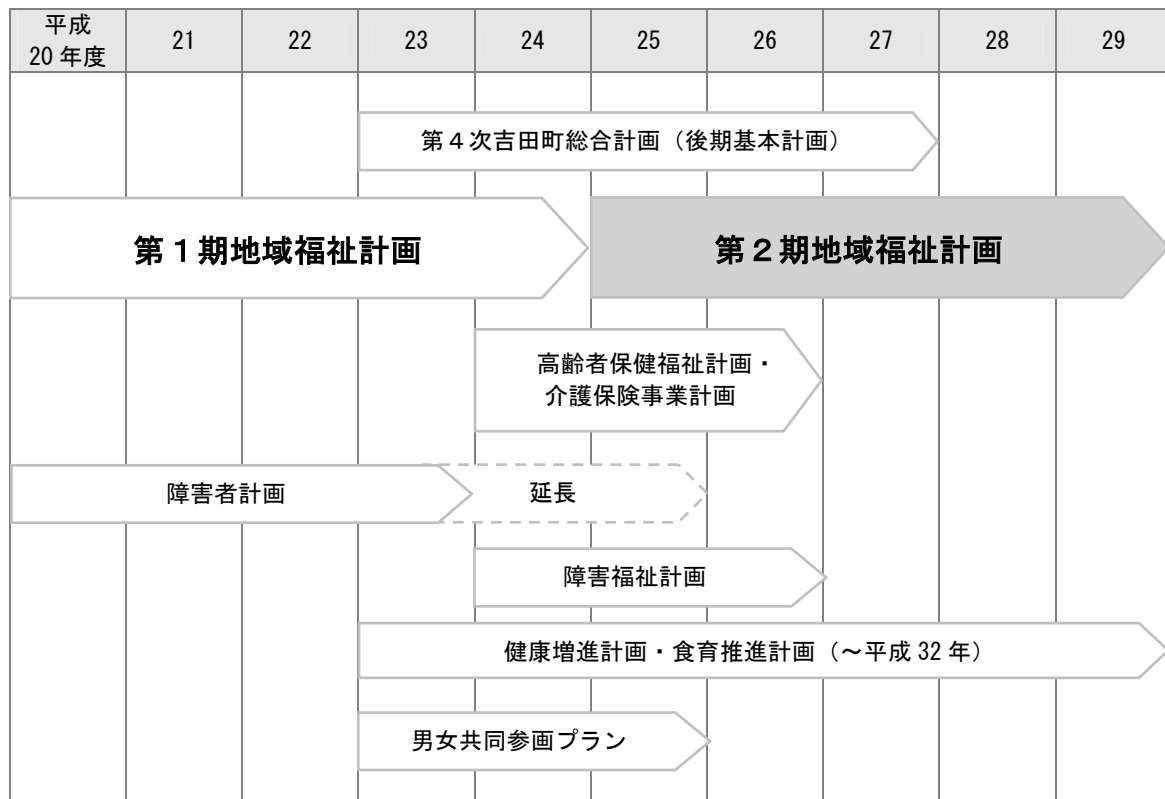 平成
20 年度
21
22
23
24
25
26
27
28
29
第４次吉田町総合計画（後期基本計画）
第１期地域福祉計画
第２期地域福祉計画
高齢者保健福祉計画・
介護保険事業計画
障害者計画
延長
障害福祉計画
健康増進計画・食育推進計画（～平成 32 年）
男女共同参画プラン